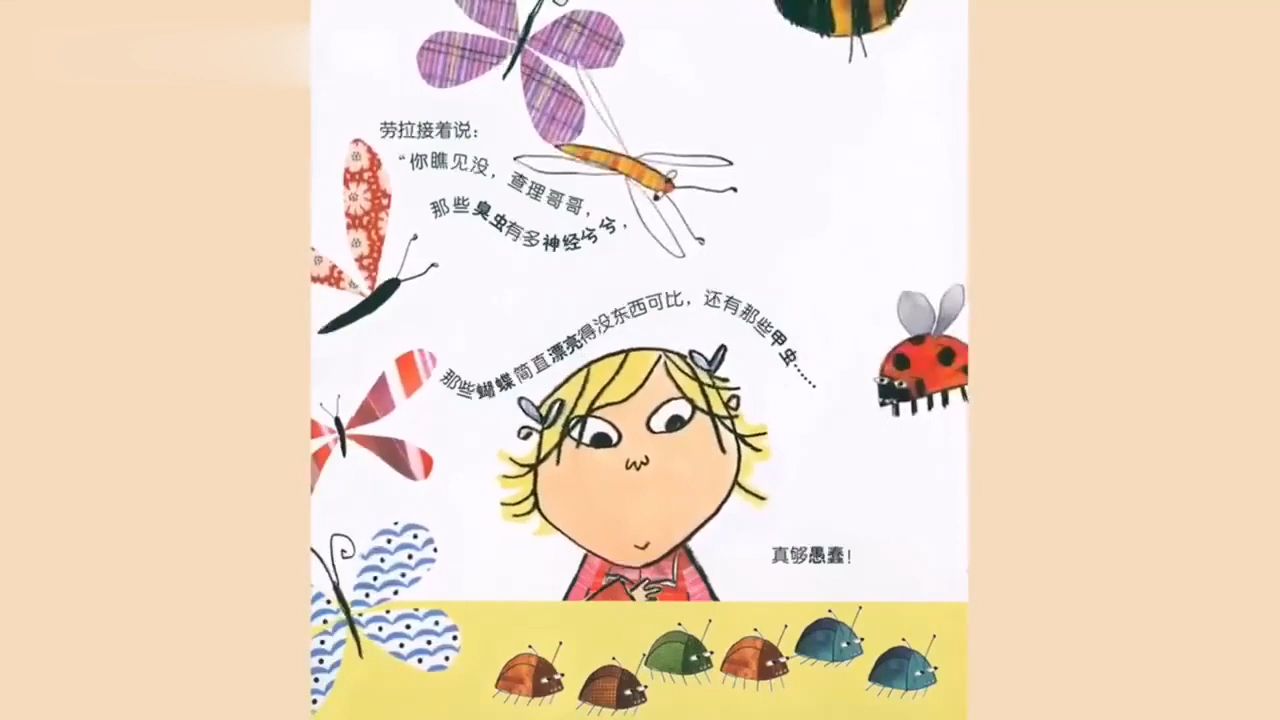 劳拉接着说：
“你瞧见没，查理哥哥，
那些臭虫有多神经兮兮，
那些蝴蝶简直漂亮得没东西可比，还有那些甲虫……
真够愚蠢！